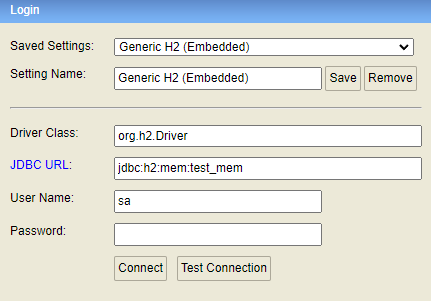 Login
Saved Settings: Generic H2 (Embedded)
Setting Name: Generic H2 (Embedded) Save Remove
Driver Class: org.h2.Driver
JDBC URL: jdbc:h2:mem:test_mem
User Name: sa
Password:
Connect Test Connection